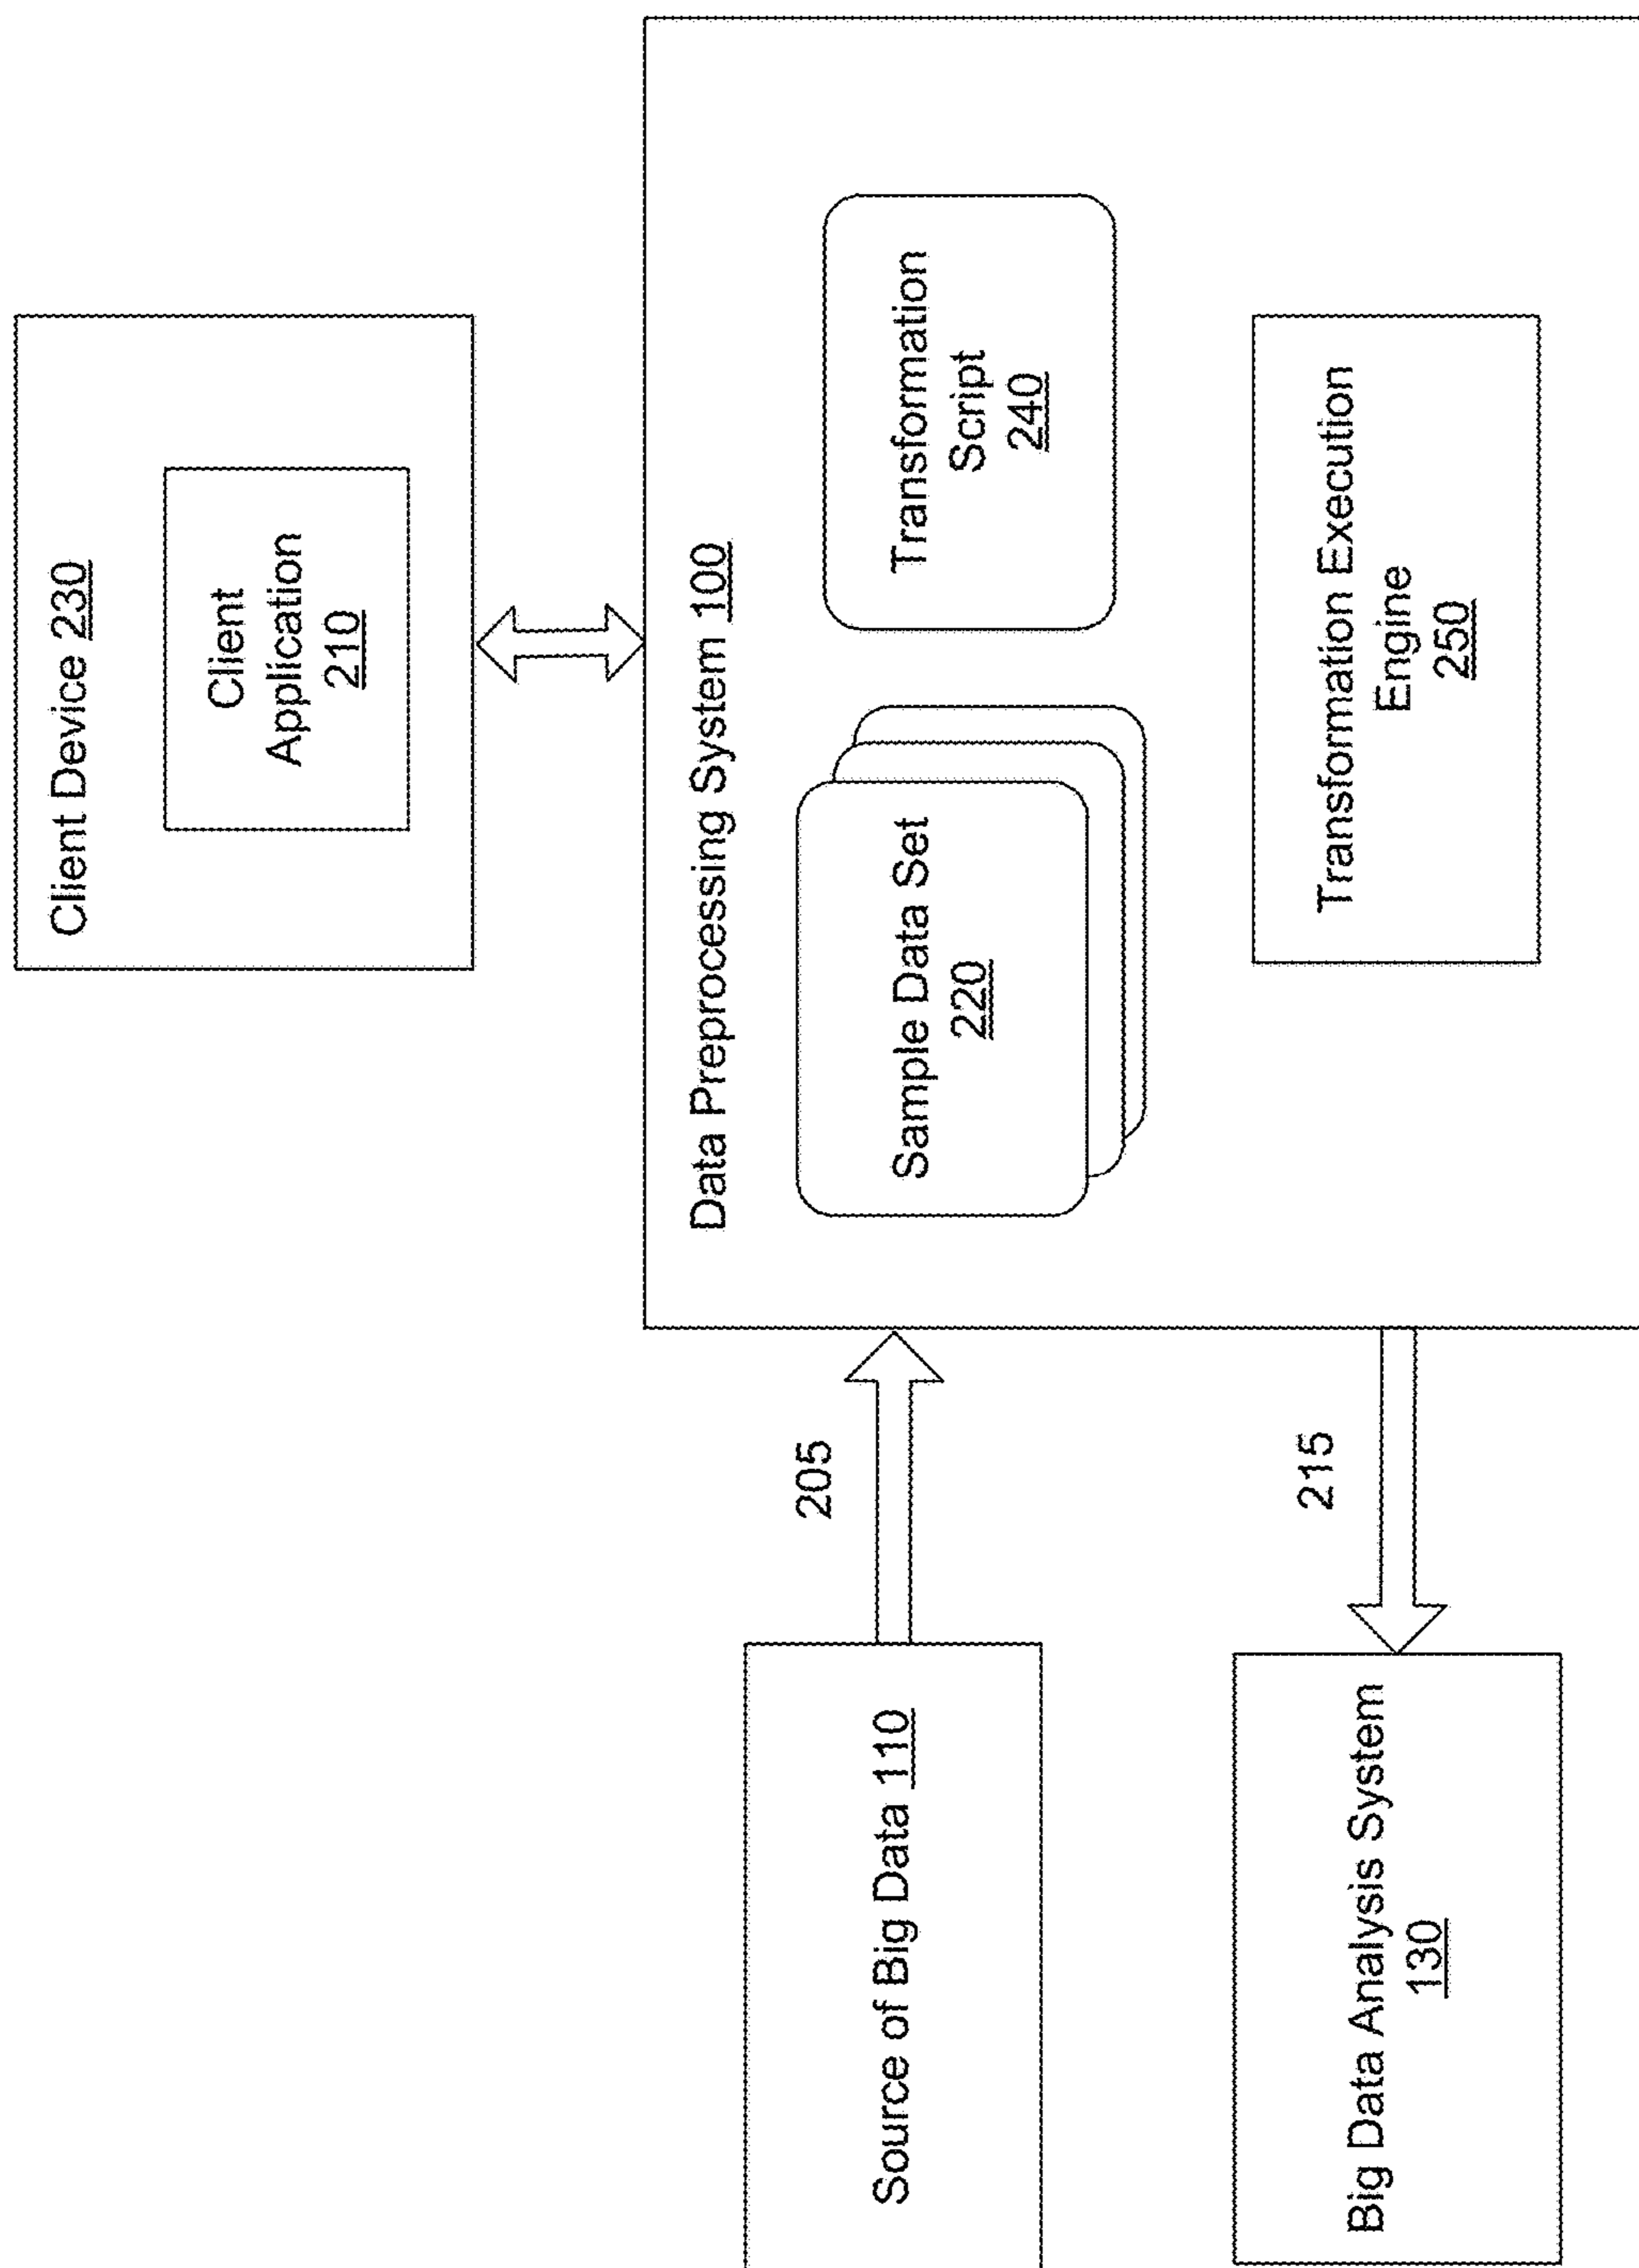 Client Device 230
Client
Application
210
Data Preprocessing System 100
Sample Data Set
220
Transformation
Script
240
Transformation Execution
Engine
250
205
Source of Big Data 110
215
Big Data Analysis System
130